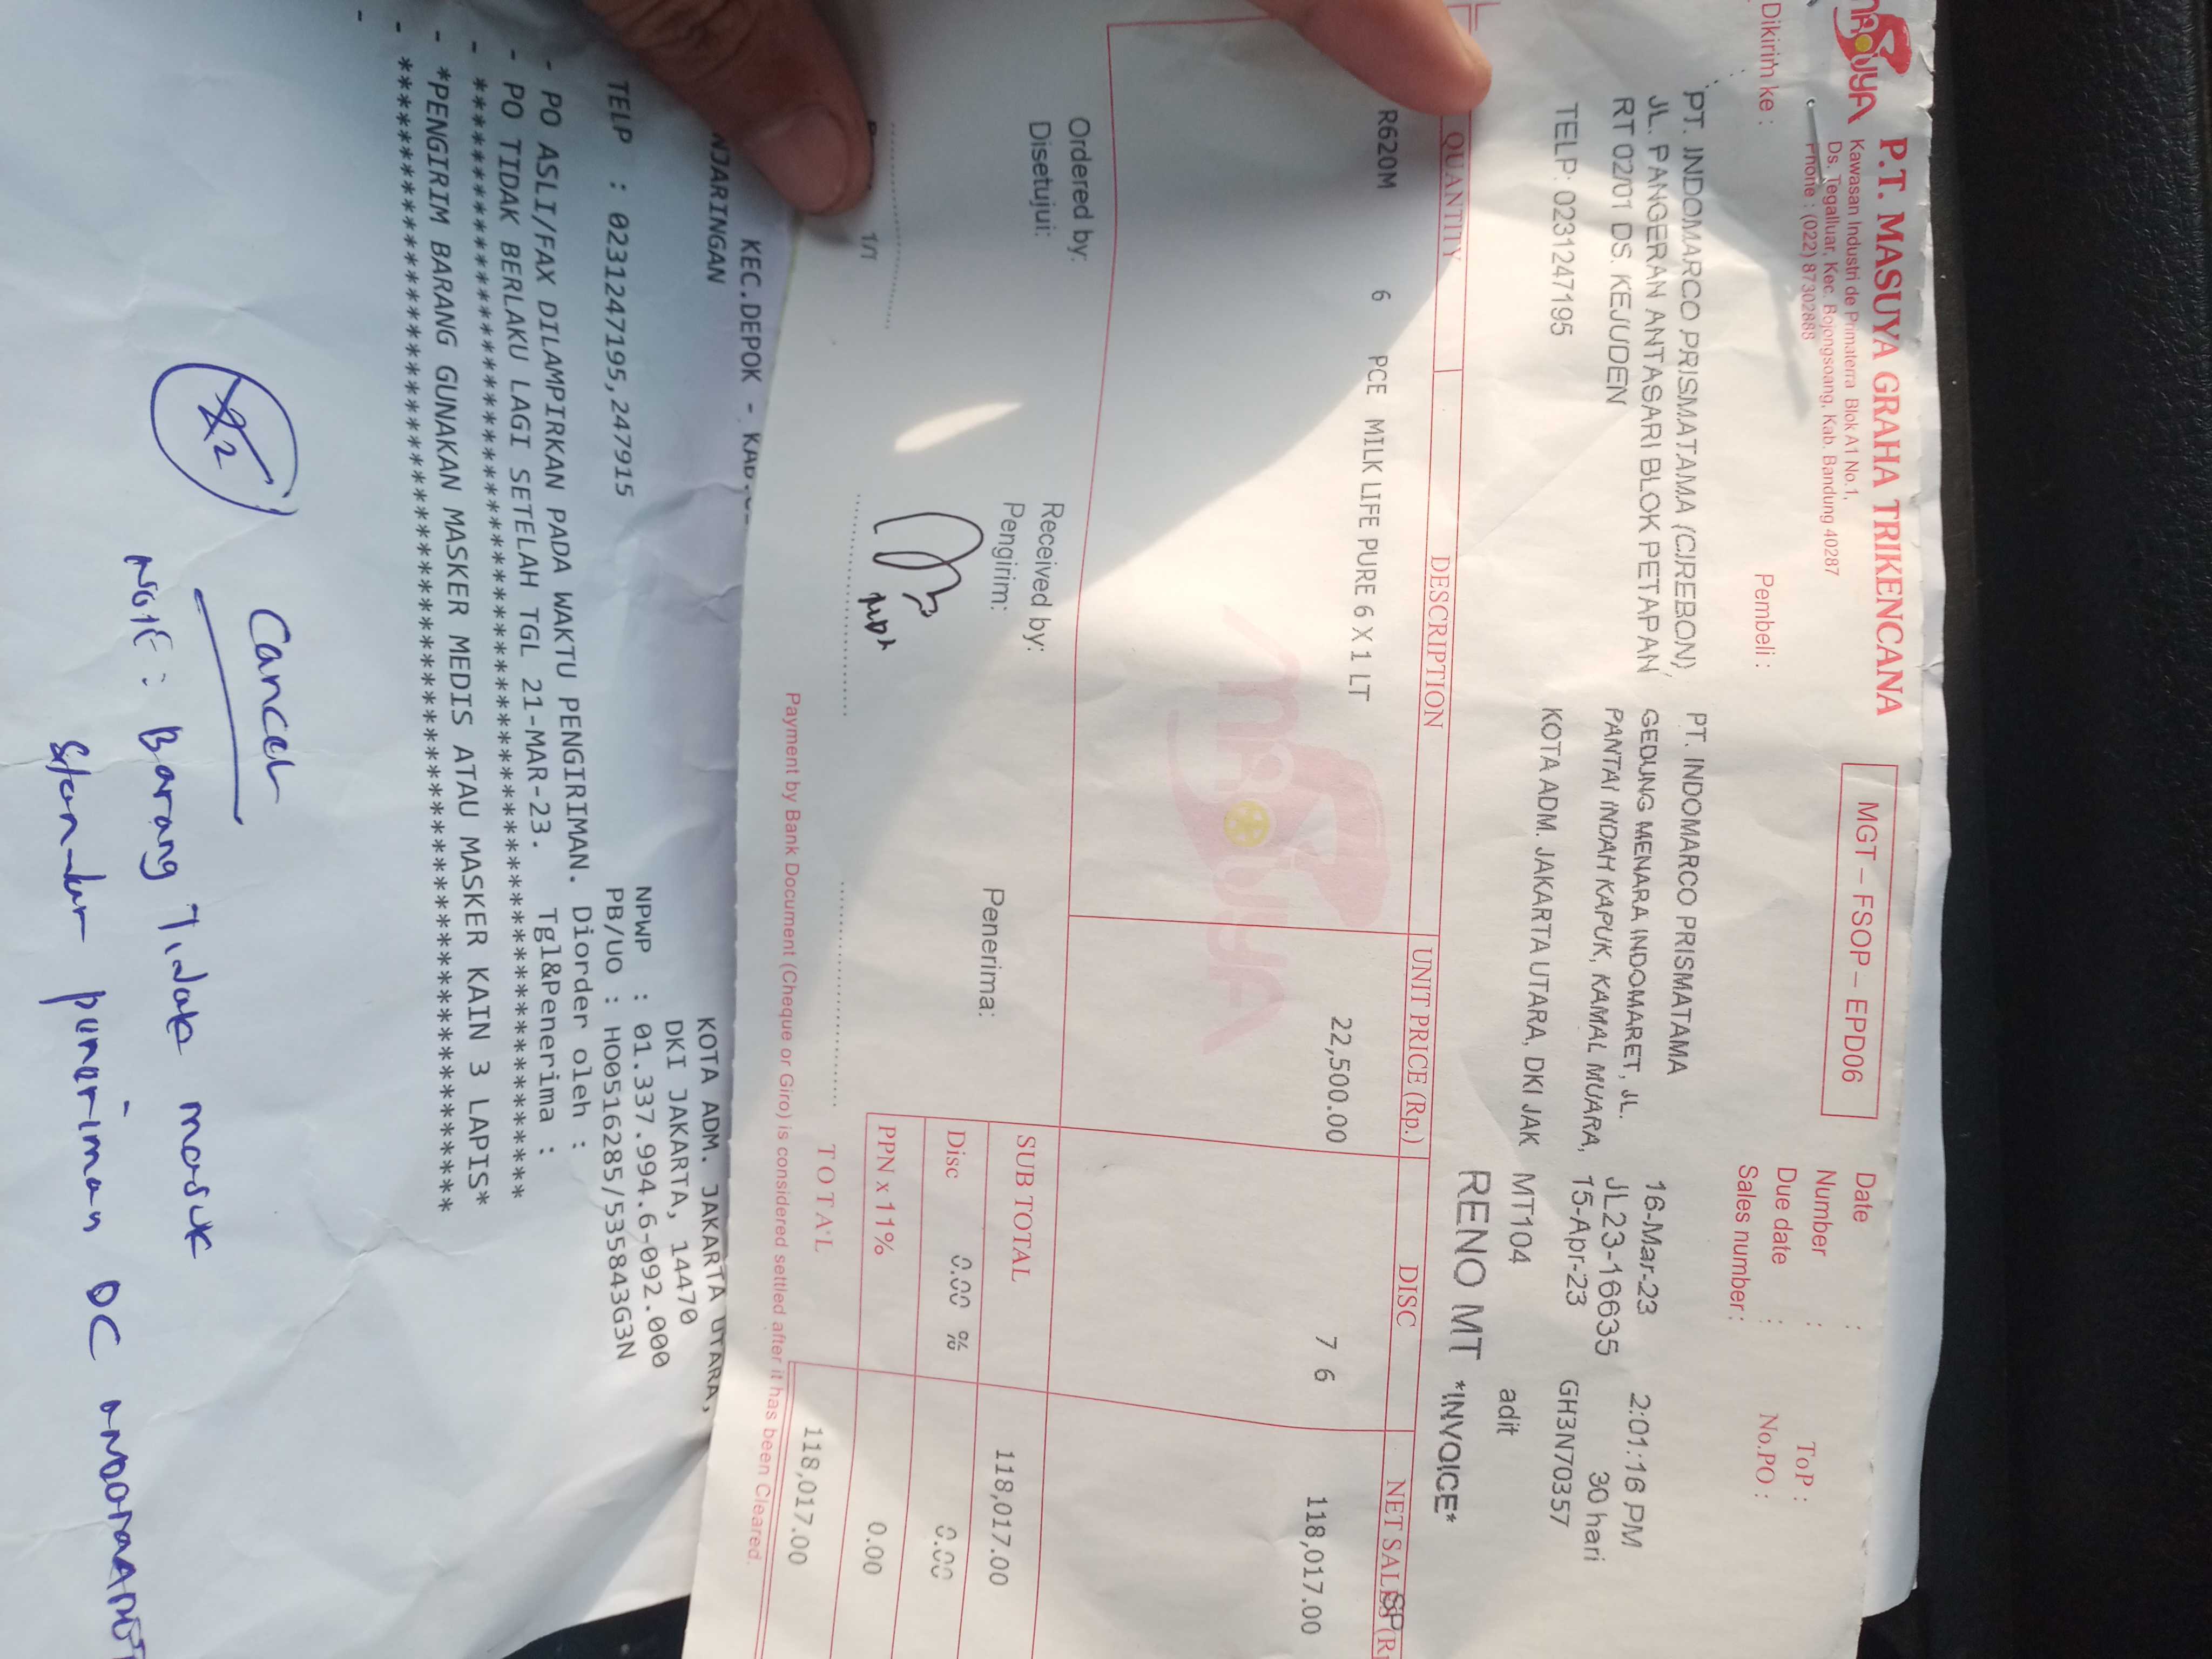 MASUYA
P.T. MASUYA GRAHA TRIKENCANA
Kawasan Industri de Primaterra Blok A1 No.1,
Ds. Tegalluar, Kec. Bojongsoang, Kab. Bandung 40287
Phone : (022) 87302888
MGT – FSOP – EPD06
Date :
Number :
Due date :
Sales number :
ToP :
No.PO :
Dikirim ke :
Pembeli :
PT. INDOMARCO PRISMATAMA (CIREBON)
JL. PANGERAN ANTASARI BLOK PETAPAN
RT 02/01 DS. KEJUDEN
TELP: 0231247195
PT. INDOMARCO PRISMATAMA
GEDUNG MENARA INDOMARET, JL.
PANTAI INDAH KAPUK, KAMAL MUARA,
KOTA ADM. JAKARTA UTARA, DKI JAK
16-Mar-23 2:01:16 PM
JL23-16635 30 hari
15-Apr-23 GH3N70357
MT104 adit
RENO MT *INVOICE*
QUANTITY DESCRIPTION UNIT PRICE (Rp.) DISC NET SALES (R
SP
R620M 6 PCE MILK LIFE PURE 6 X 1 LT 22,500.00 7 6 118,017.00
MASUYA
Ordered by:
Disetujui:
Received by:
Pengirim:
Penerima:
SUB TOTAL 118,017.00
Disc 0.00 % 0.00
PPN x 11% 0.00
TOTAL 118,017.00
1/1
Payment by Bank Document (Cheque or Giro) is considered settled after it has been Cleared.
KEC.DEPOK -
NJARINGAN
KOTA ADM. JAKARTA UTARA,
DKI JAKARTA, 14470
NPWP : 01.337.994.6-092.000
TELP : 0231247195,247915
PB/UO : HO0516285/535843G3N
- PO ASLI/FAX DILAMPIRKAN PADA WAKTU PENGIRIMAN. Diorder oleh :
- PO TIDAK BERLAKU LAGI SETELAH TGL 21-MAR-23. Tgl&Penerima :
- *PENGIRIM BARANG GUNAKAN MASKER MEDIS ATAU MASKER KAIN 3 LAPIS*
Cancel
NOTE : Barang Tidak masuk
Standar penerimaan DC